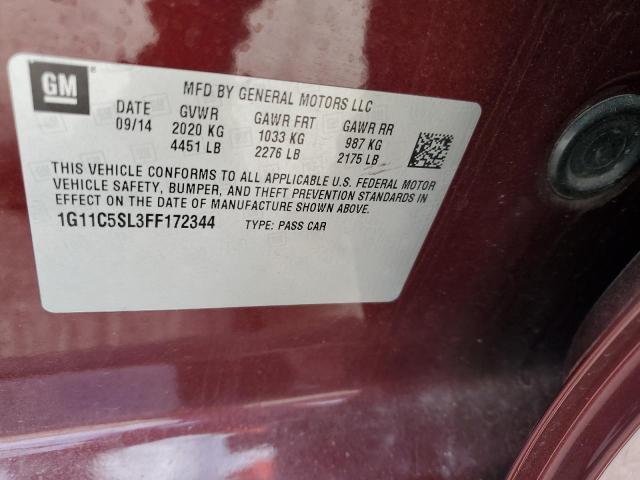 GM ®
MFD BY GENERAL MOTORS LLC
DATE GVWR GAWR FRT GAWR RR
09/14 2020 KG 1033 KG 987 KG
4451 LB 2276 LB 2175 LB
THIS VEHICLE CONFORMS TO ALL APPLICABLE U.S. FEDERAL MOTOR
VEHICLE SAFETY, BUMPER, AND THEFT PREVENTION STANDARDS IN
EFFECT ON THE DATE OF MANUFACTURE SHOWN ABOVE.
1G11C5SL3FF172344 TYPE: PASS CAR